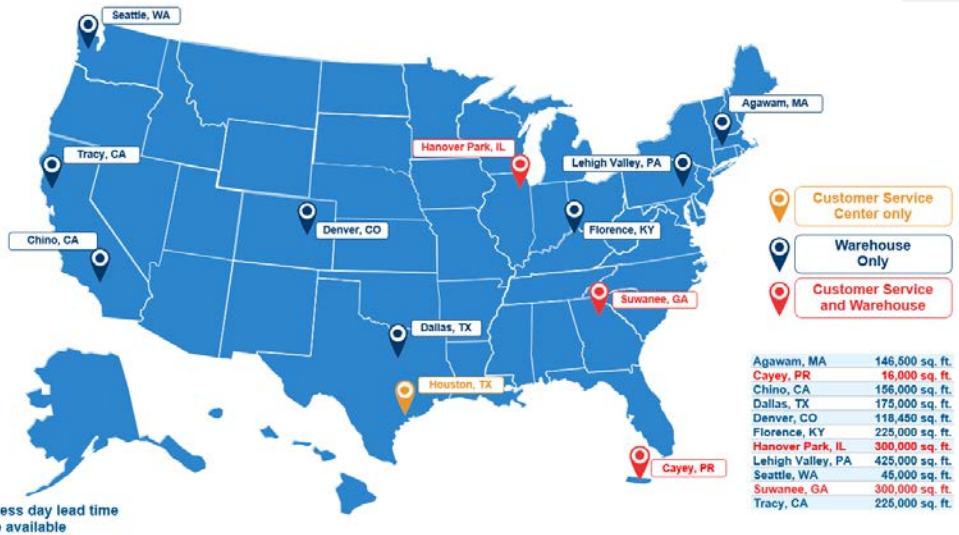 Seattle, WA
Agawam, MA
Hanover Park, IL
Tracy, CA
Lehigh Valley, PA
Customer Service
Center only
Denver, CO
Florence, KY
Chino, CA
Warehouse
Only
Customer Service
and Warehouse
Suwanee, GA
Dallas, TX
Houston, TX
Cayey, PR
Agawam, MA 146,500 sq. ft.
Cayey, PR 16,000 sq. ft.
Chino, CA 156,000 sq. ft.
Dallas, TX 175,000 sq. ft.
Denver, CO 118,450 sq. ft.
Florence, KY 225,000 sq. ft.
Hanover Park, IL 300,000 sq. ft.
Lehigh Valley, PA 425,000 sq. ft.
Seattle, WA 45,000 sq. ft.
Suwanee, GA 300,000 sq. ft.
Tracy, CA 225,000 sq. ft.
ess day lead time
available